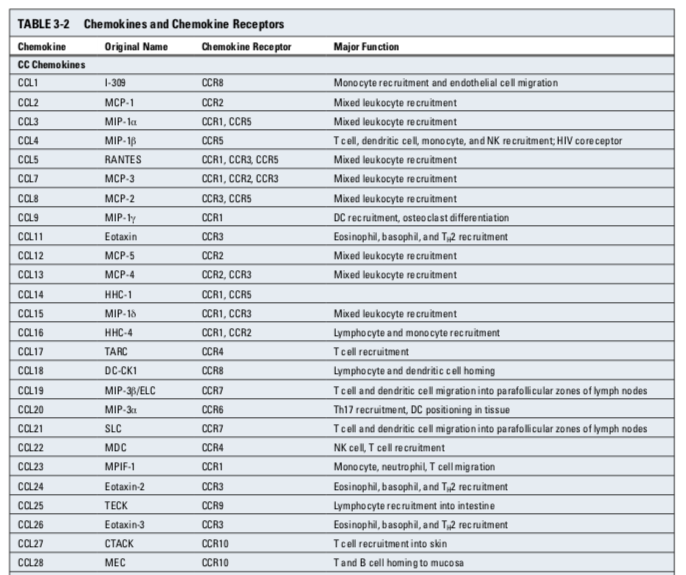 TABLE 3-2 Chemokines and Chemokine Receptors
Chemokine Original Name Chemokine Receptor Major Function
CC Chemokines
CCL1 I-309 CCR8 Monocyte recruitment and endothelial cell migration
CCL2 MCP-1 CCR2 Mixed leukocyte recruitment
CCL3 MIP-1α CCR1, CCR5 Mixed leukocyte recruitment
CCL4 MIP-1β CCR5 T cell, dendritic cell, monocyte, and NK recruitment; HIV coreceptor
CCL5 RANTES CCR1, CCR3, CCR5 Mixed leukocyte recruitment
CCL7 MCP-3 CCR1, CCR2, CCR3 Mixed leukocyte recruitment
CCL8 MCP-2 CCR3, CCR5 Mixed leukocyte recruitment
CCL9 MIP-1γ CCR1 DC recruitment, osteoclast differentiation
CCL11 Eotaxin CCR3 Eosinophil, basophil, and TH2 recruitment
CCL12 MCP-5 CCR2 Mixed leukocyte recruitment
CCL13 MCP-4 CCR2, CCR3 Mixed leukocyte recruitment
CCL14 HHC-1 CCR1, CCR5
CCL15 MIP-1δ CCR1, CCR3 Mixed leukocyte recruitment
CCL16 HHC-4 CCR1, CCR2 Lymphocyte and monocyte recruitment
CCL17 TARC CCR4 T cell recruitment
CCL18 DC-CK1 CCR8 Lymphocyte and dendritic cell homing
CCL19 MIP-3β/ELC CCR7 T cell and dendritic cell migration into parafollicular zones of lymph nodes
CCL20 MIP-3α CCR6 Th17 recruitment, DC positioning in tissue
CCL21 SLC CCR7 T cell and dendritic cell migration into parafollicular zones of lymph nodes
CCL22 MDC CCR4 NK cell, T cell recruitment
CCL23 MPIF-1 CCR1 Monocyte, neutrophil, T cell migration
CCL24 Eotaxin-2 CCR3 Eosinophil, basophil, and TH2 recruitment
CCL25 TECK CCR9 Lymphocyte recruitment into intestine
CCL26 Eotaxin-3 CCR3 Eosinophil, basophil, and TH2 recruitment
CCL27 CTACK CCR10 T cell recruitment into skin
CCL28 MEC CCR10 T and B cell homing to mucosa